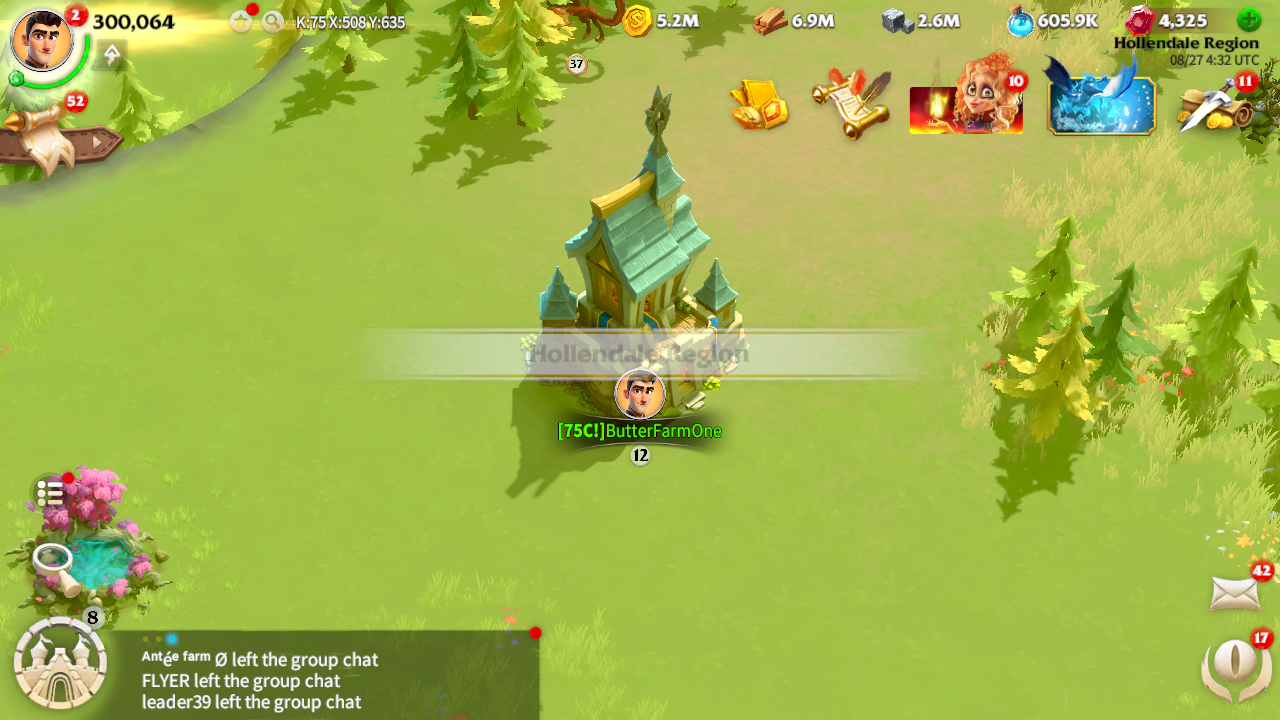 2
300,064
K:75 X:508 Y:635
5.2M
6.9M
2.6M
605.9K
4,325
Hollendale Region
08/27 4:32 UTC
37
52
10
11
Hollendale Region
[75C!]ButterFarmOne
12
8
Antée farm Ø left the group chat
FLYER left the group chat
leader39 left the group chat
42
17